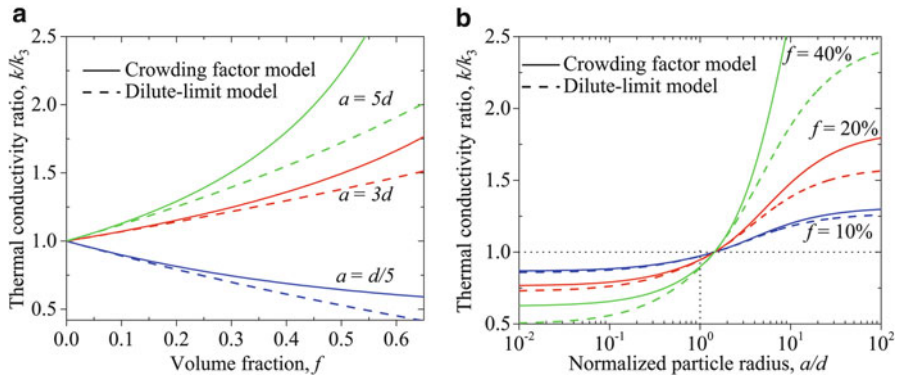 a
2.5
2.0
1.5
1.0
0.5
Thermal conductivity ratio, k/k₃
Crowding factor model
Dilute-limit model
a = 5d
a = 3d
a = d/5
0.0 0.1 0.2 0.3 0.4 0.5 0.6
Volume fraction, f
b
2.5
2.0
1.5
1.0
0.5
Thermal conductivity ratio, k/k₃
Crowding factor model
Dilute-limit model
f = 40%
f = 20%
f = 10%
10⁻² 10⁻¹ 10⁰ 10¹ 10²
Normalized particle radius, a/d